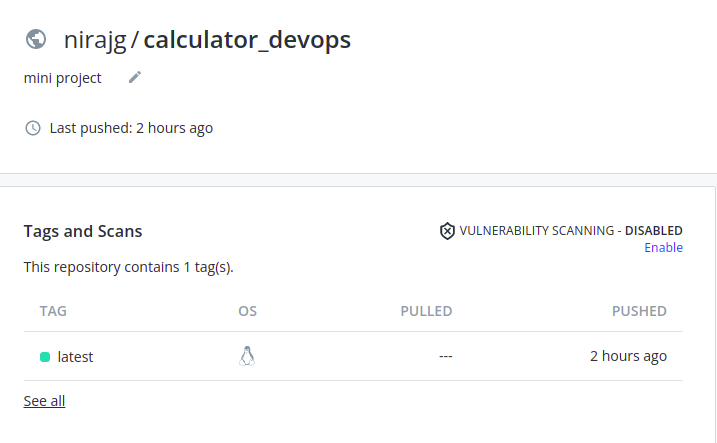 nirajg / calculator_devops
mini project
Last pushed: 2 hours ago
Tags and Scans
VULNERABILITY SCANNING - DISABLED
Enable
This repository contains 1 tag(s).
TAG OS PULLED PUSHED
latest --- 2 hours ago
See all